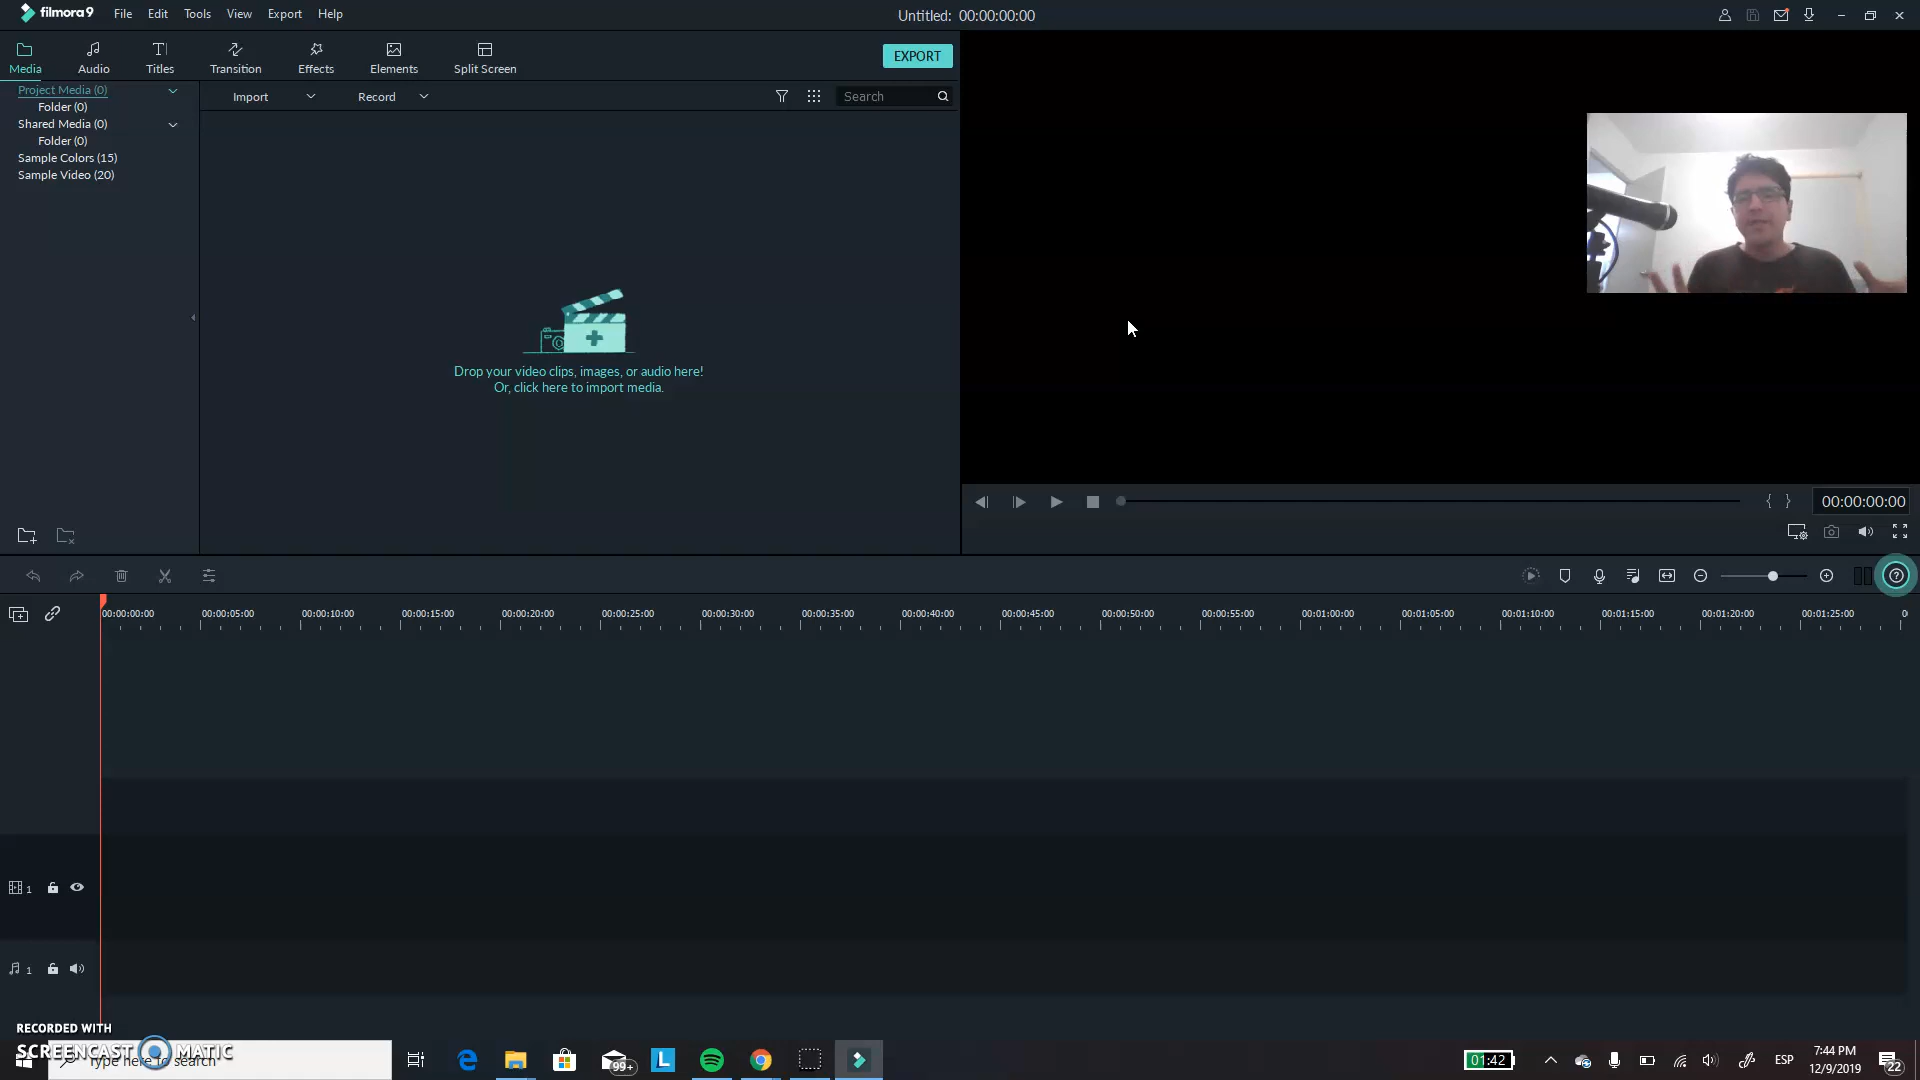 filmora9 File Edit Tools View Export Help
Untitled: 00:00:00:00
Media Audio Titles Transition Effects Elements Split Screen
EXPORT
Project Media (0)
Folder (0)
Shared Media (0)
Folder (0)
Sample Colors (15)
Sample Video (20)
Import Record Search
Drop your video clips, images, or audio here!
Or, click here to import media.
{ } 00:00:00:00
00:00:00:00 00:00:05:00 00:00:10:00 00:00:15:00 00:00:20:00 00:00:25:00 00:00:30:00 00:00:35:00 00:00:40:00 00:00:45:00 00:00:50:00 00:00:55:00 00:01:00:00 00:01:05:00 00:01:10:00 00:01:15:00 00:01:20:00 00:01:25:00
1
1
RECORDED WITH
SCREENCAST MATIC
Type here to search
99+
L
01:42
ESP
7:44 PM
12/9/2019
22